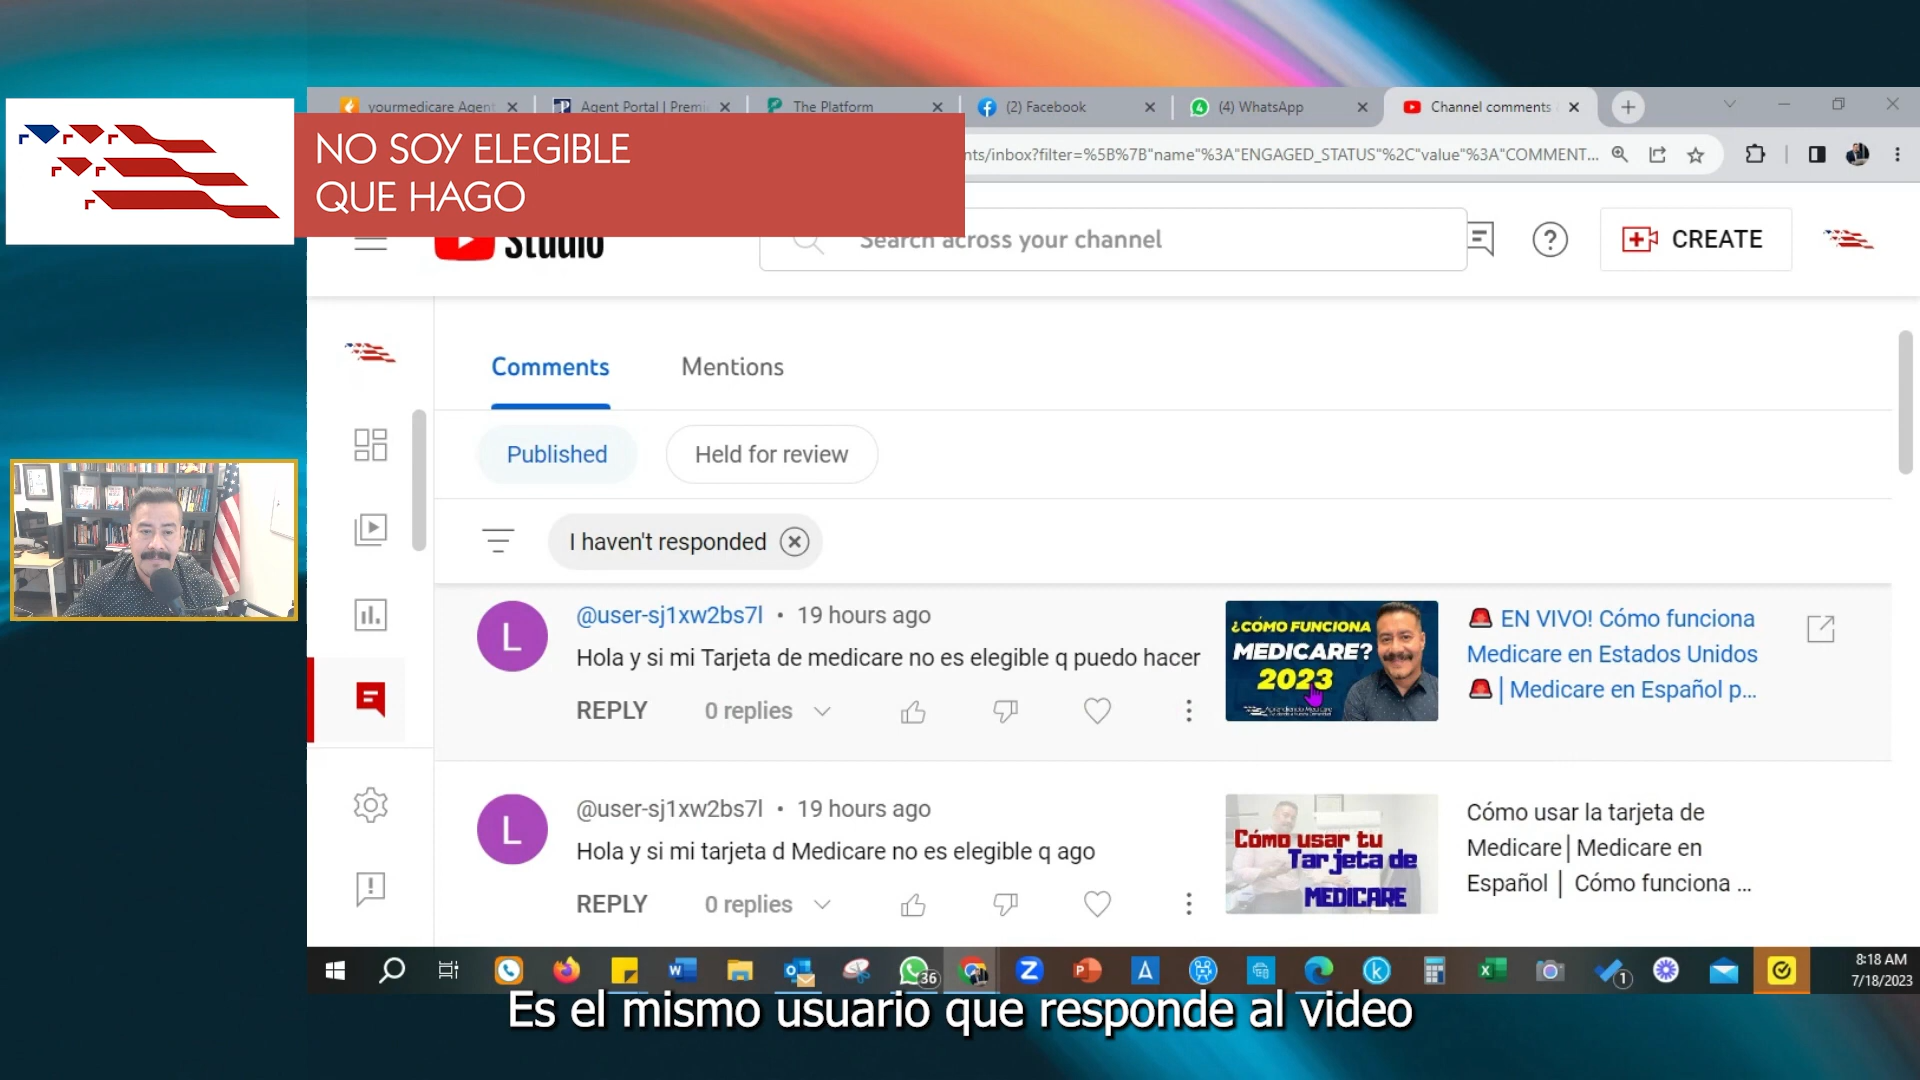 yourmedicare Agent
Agent Portal | Premi
The Platform
(2) Facebook
(4) WhatsApp
Channel comments
NO SOY ELEGIBLE
QUE HAGO
nts/inbox?filter=%5B%7B"name"%3A"ENGAGED_STATUS"%2C"value"%3A"COMMENT...
Studio
Search across your channel
CREATE
Comments
Mentions
Published
Held for review
I haven't responded
L
@user-sj1xw2bs7l • 19 hours ago
Hola y si mi Tarjeta de medicare no es elegible q puedo hacer
REPLY
0 replies
¿CÓMO FUNCIONA
MEDICARE?
2023
🚨 EN VIVO! Cómo funciona
Medicare en Estados Unidos
🚨 | Medicare en Español p...
L
@user-sj1xw2bs7l • 19 hours ago
Hola y si mi tarjeta d Medicare no es elegible q ago
REPLY
0 replies
Cómo usar tu
Tarjeta de
MEDICARE
Cómo usar la tarjeta de
Medicare | Medicare en
Español | Cómo funciona ...
36
1
8:18 AM
7/18/2023
Es el mismo usuario que responde al video